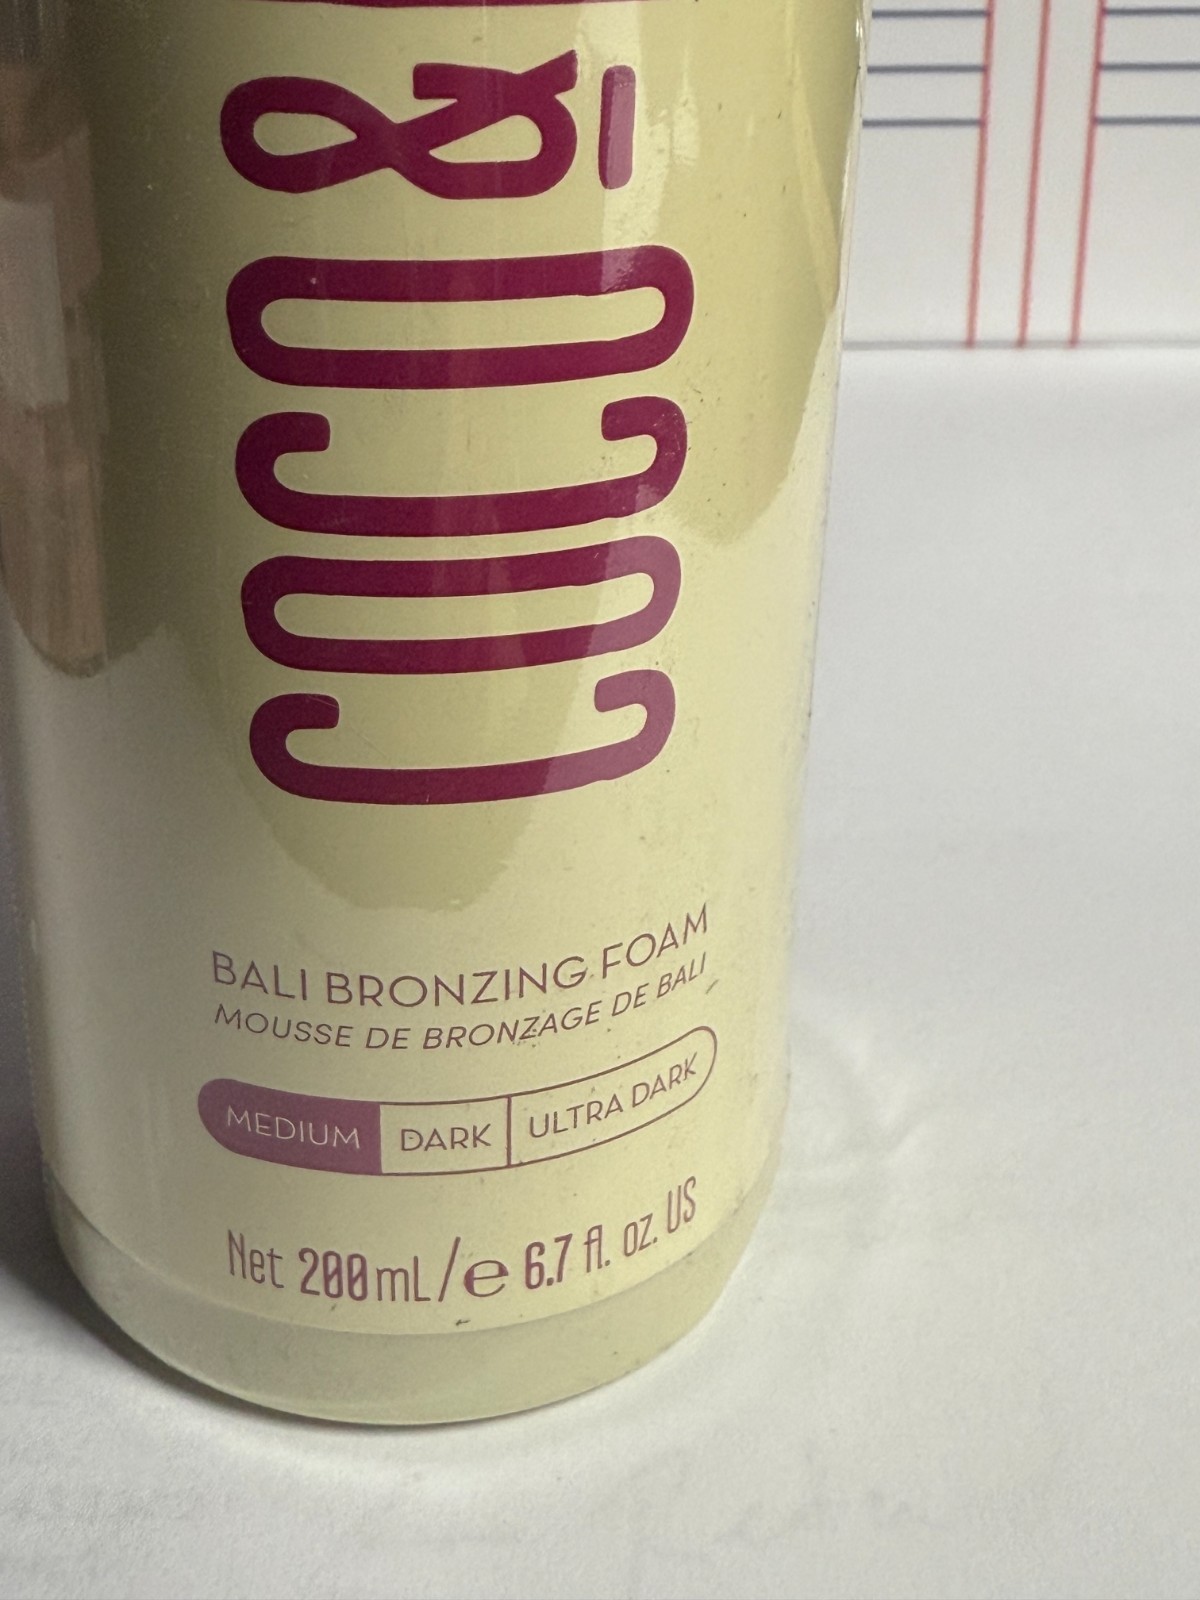 COCO &
BALI BRONZING FOAM
MOUSSE DE BRONZAGE DE BALI
MEDIUM DARK ULTRA DARK
Net 200mL/e 6.7 fl. oz. US